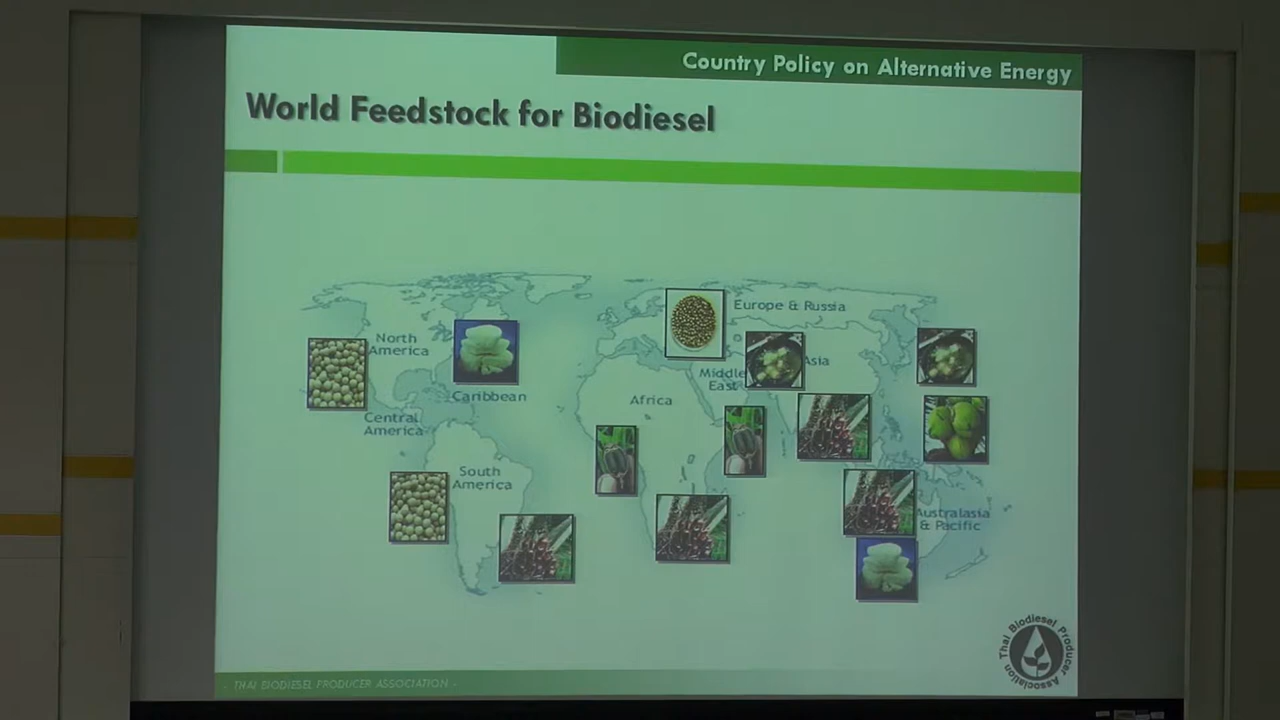 Country Policy on Alternative Energy
World Feedstock for Biodiesel
Europe & Russia
North
America
Asia
Middle
East
Caribbean
Africa
Central
America
South
America
Australasia
& Pacific
Thai Biodiesel Producer Association
- THAI BIODIESEL PRODUCER ASSOCIATION -